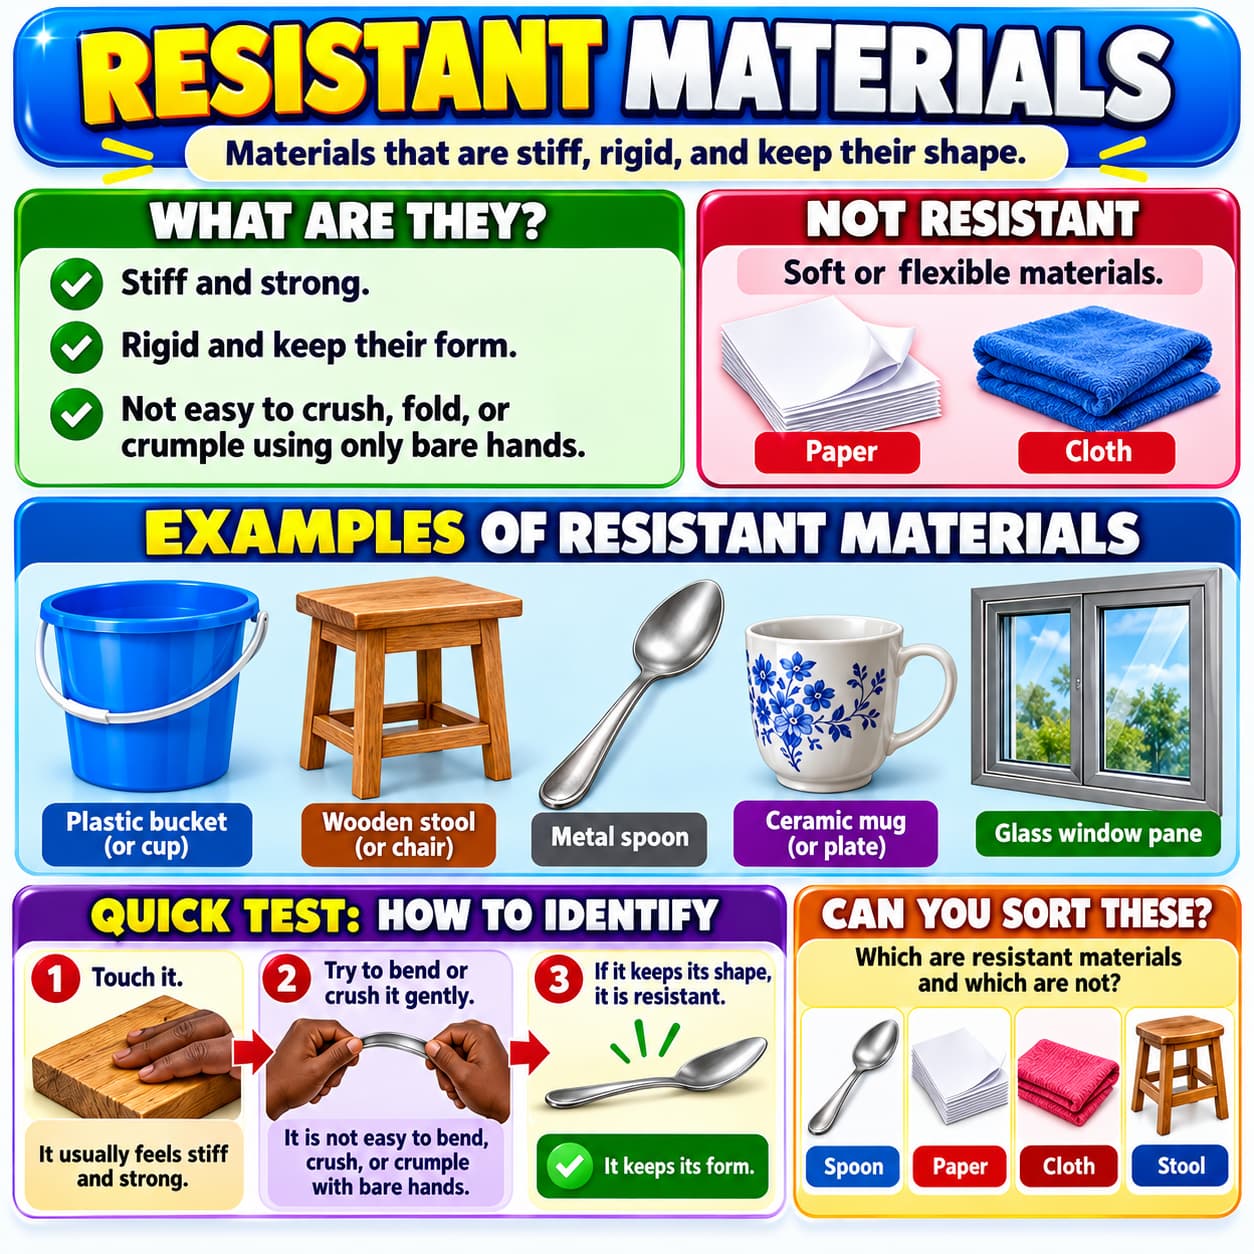 RESISTANT MATERIALS
Materials that are stiff, rigid, and keep their shape.
WHAT ARE THEY?
Stiff and strong.
Rigid and keep their form.
Not easy to crush, fold, or
crumple using only bare hands.
NOT RESISTANT
Soft or flexible materials.
Paper
Cloth
EXAMPLES OF RESISTANT MATERIALS
Plastic bucket
(or cup)
Wooden stool
(or chair)
Metal spoon
Ceramic mug
(or plate)
Glass window pane
QUICK TEST: HOW TO IDENTIFY
1 Touch it.
It usually feels stiff
and strong.
2 Try to bend or
crush it gently.
It is not easy to bend,
crush, or crumple
with bare hands.
3 If it keeps its shape,
it is resistant.
It keeps its form.
CAN YOU SORT THESE?
Which are resistant materials
and which are not?
Spoon
Paper
Cloth
Stool